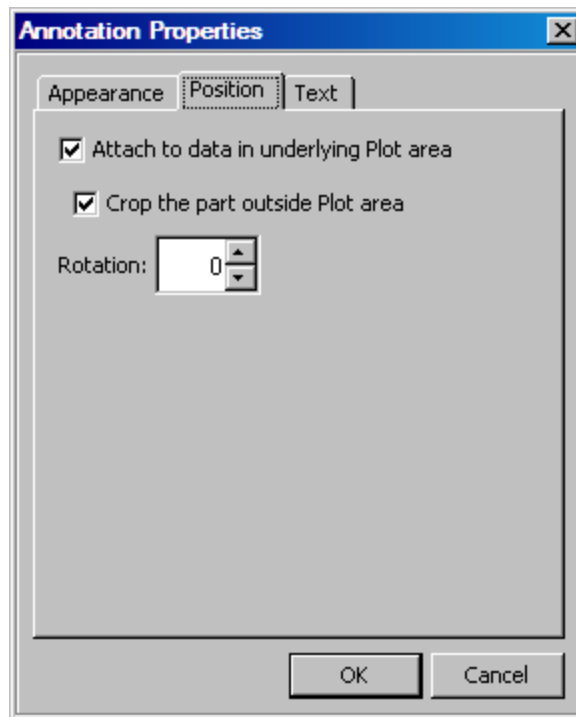 Annotation Properties
Appearance Position Text
Attach to data in underlying Plot area
Crop the part outside Plot area
Rotation: 0
OK Cancel